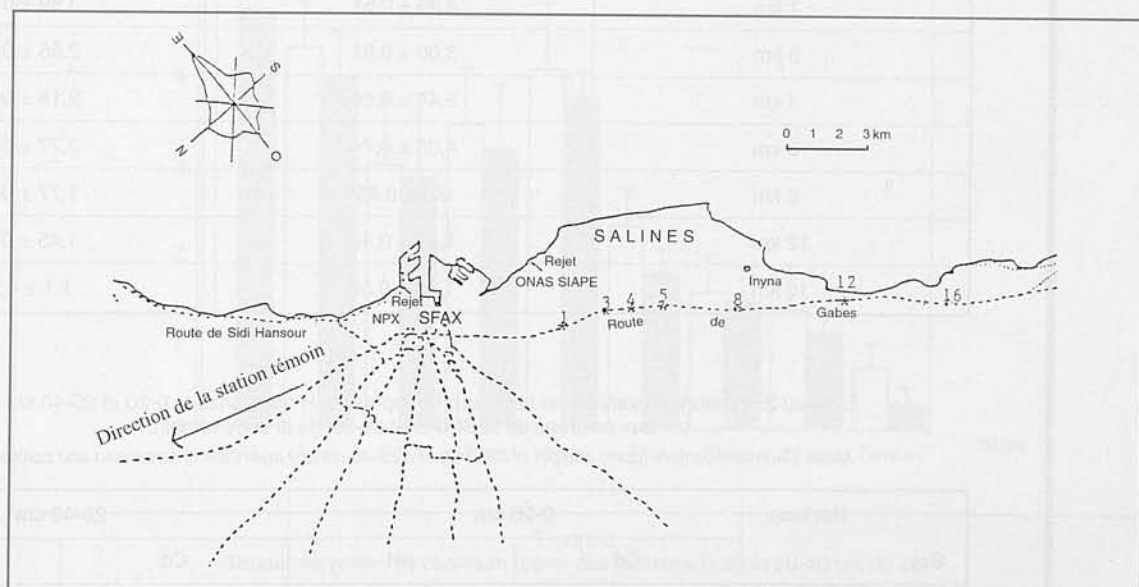 E
S
N
O
0 1 2 3 km
SALINES
Rejet
ONAS SIAPE
Inyna
12
16
Rejet
NPX
SFAX
1
3
4
5
8
Route de Gabes
Route de Sidi Hansour
Direction de la station témoin